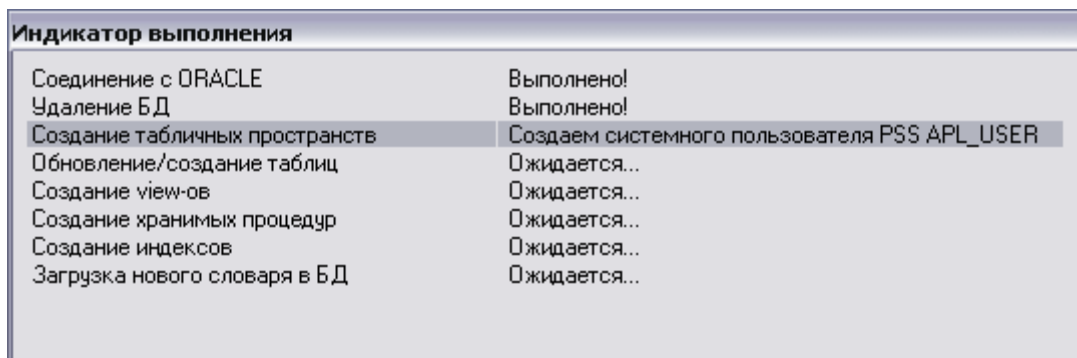 Индикатор выполнения
Соединение с ORACLE Выполнено!
Удаление БД Выполнено!
Создание табличных пространств Создаем системного пользователя PSS APL_USER
Обновление/создание таблиц Ожидается...
Создание view-ов Ожидается...
Создание хранимых процедур Ожидается...
Создание индексов Ожидается...
Загрузка нового словаря в БД Ожидается...